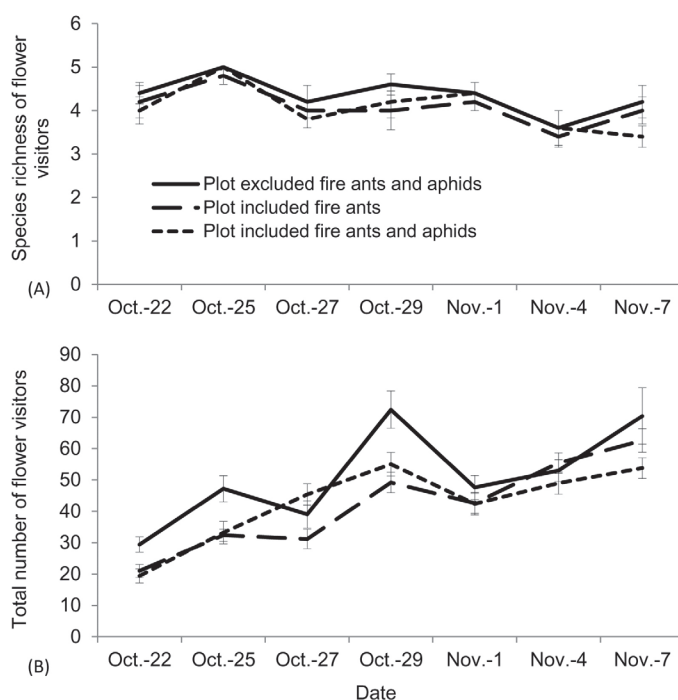 6
5
4
3
2
1
0
Species richness of flower
visitors
Plot excluded fire ants and aphids
Plot included fire ants
Plot included fire ants and aphids
(A)
Oct.-22 Oct.-25 Oct.-27 Oct.-29 Nov.-1 Nov.-4 Nov.-7
90
80
70
60
50
40
30
20
10
0
Total number of flower visitors
(B)
Oct.-22 Oct.-25 Oct.-27 Oct.-29 Nov.-1 Nov.-4 Nov.-7
Date